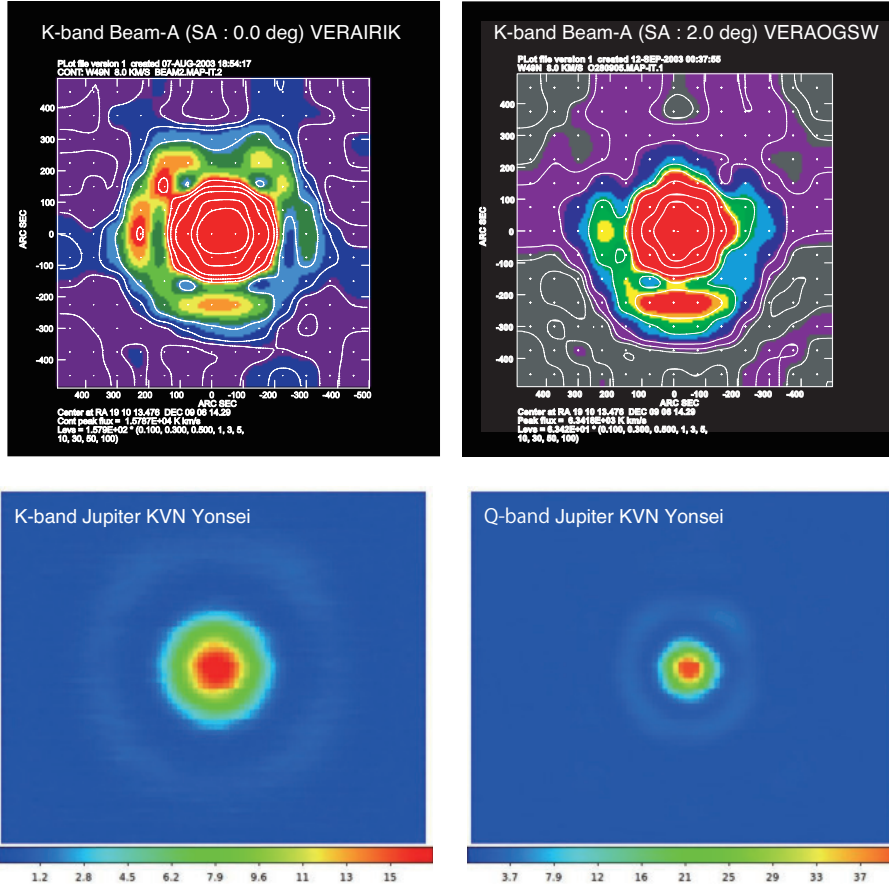 K-band Beam-A (SA : 0.0 deg) VERAIRIK
PLot file version 1 created 07-AUG-2003 18:54:17
CONT: W49N 8.0 KM/S BEAM2.MAP-IT.2
400
300
200
100
0
-100
-200
-300
-400
ARC SEC
400 300 200 100 0 -100 -200 -300 -400 -500
ARC SEC
Center at RA 19 10 13.476 DEC 09 06 14.29
Cont peak flux = 1.5787E+04 K km/s
Levs = 1.579E+02 * (0.100, 0.300, 0.500, 1, 3, 5,
10, 30, 50, 100)
K-band Beam-A (SA : 2.0 deg) VERAOGSW
PLot file version 1 created 12-SEP-2003 06:37:55
W49N 8.0 KM/S O280905.MAP-IT.1
400
300
200
100
0
-100
-200
-300
-400
ARC SEC
400 300 200 100 0 -100 -200 -300 -400
ARC SEC
Center at RA 19 10 13.476 DEC 09 06 14.29
Peak flux = 6.3416E+03 K km/s
Levs = 6.342E+01 * (0.100, 0.300, 0.500, 1, 3, 5,
10, 30, 50, 100)
K-band Jupiter KVN Yonsei
1.2 2.8 4.5 6.2 7.9 9.6 11 13 15
Q-band Jupiter KVN Yonsei
3.7 7.9 12 16 21 25 29 33 37